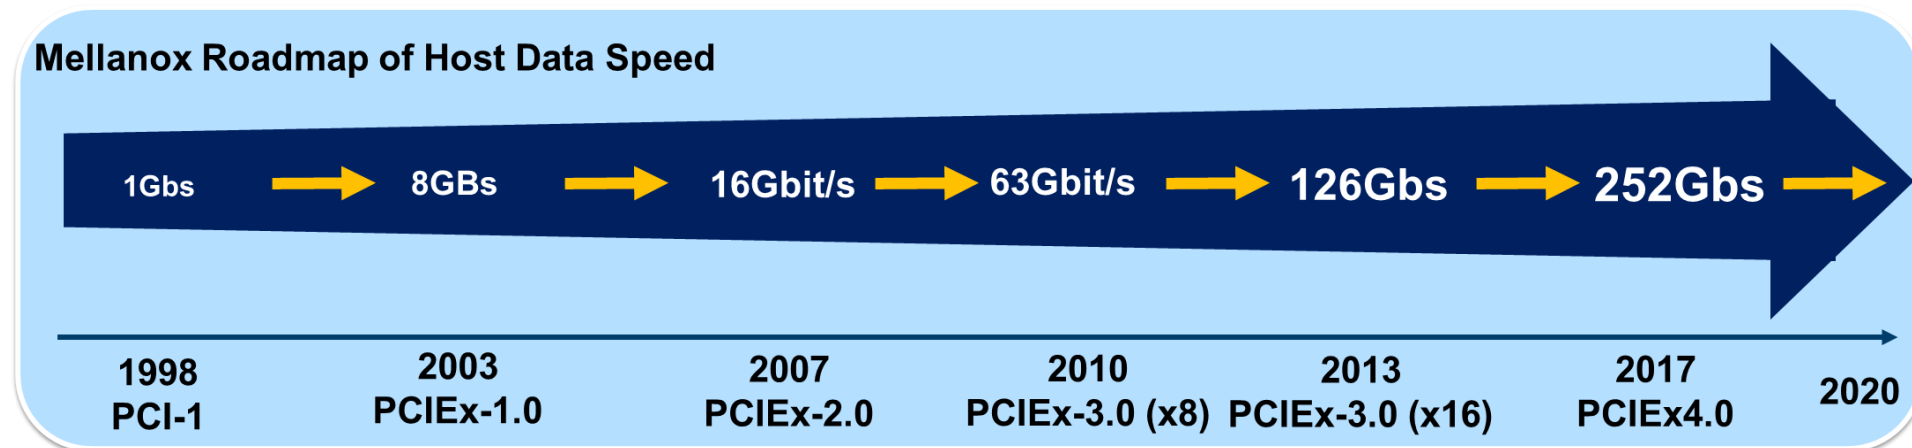 Mellanox Roadmap of Host Data Speed
1Gbs
8GBs
16Gbit/s
63Gbit/s
126Gbs
252Gbs
1998
PCI-1
2003
PCIEx-1.0
2007
PCIEx-2.0
2010
PCIEx-3.0 (x8)
2013
PCIEx-3.0 (x16)
2017
PCIEx4.0
2020